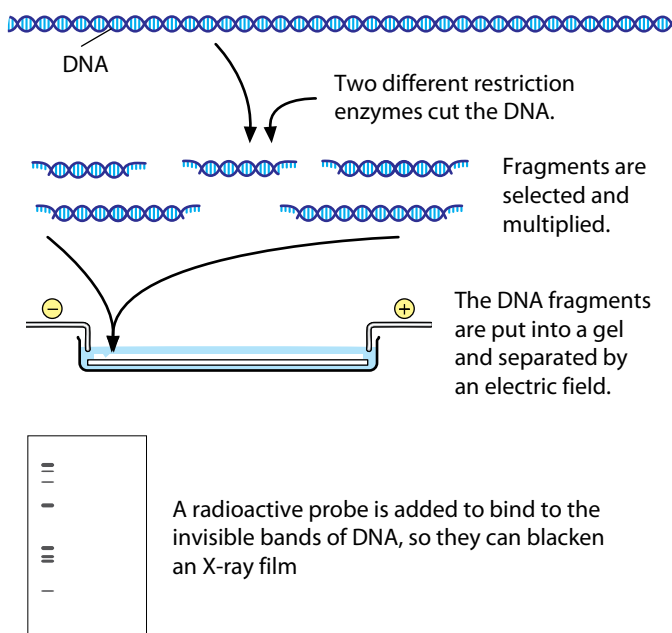 DNA
Two different restriction
enzymes cut the DNA.
Fragments are
selected and
multiplied.
−
+
The DNA fragments
are put into a gel
and separated by
an electric field.
A radioactive probe is added to bind to the
invisible bands of DNA, so they can blacken
an X-ray film